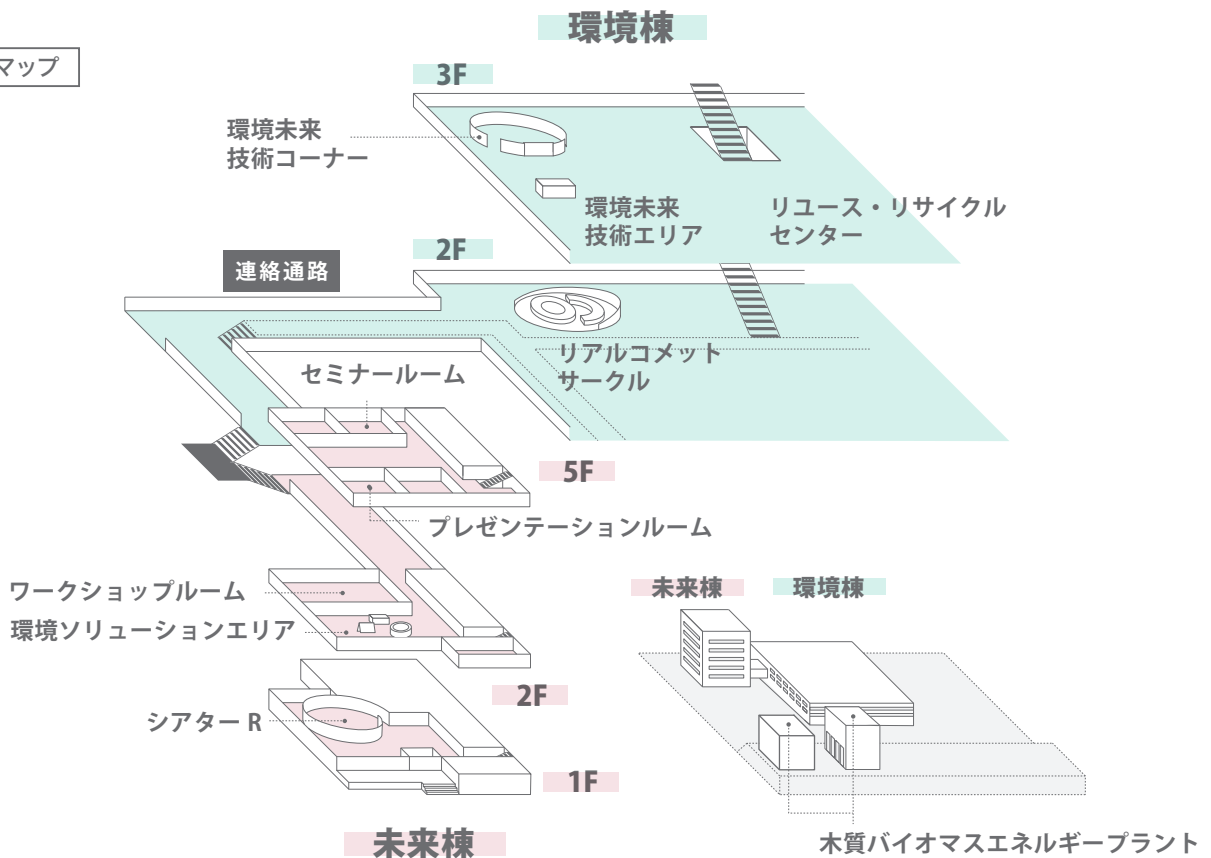 環境棟
マップ
3F
環境未来
技術コーナー
環境未来
技術エリア
リユース・リサイクル
センター
2F
連絡通路
リアルコメット
サークル
セミナールーム
5F
プレゼンテーションルーム
ワークショップルーム
環境ソリューションエリア
未来棟
環境棟
2F
シアター R
1F
未来棟
木質バイオマスエネルギープラント